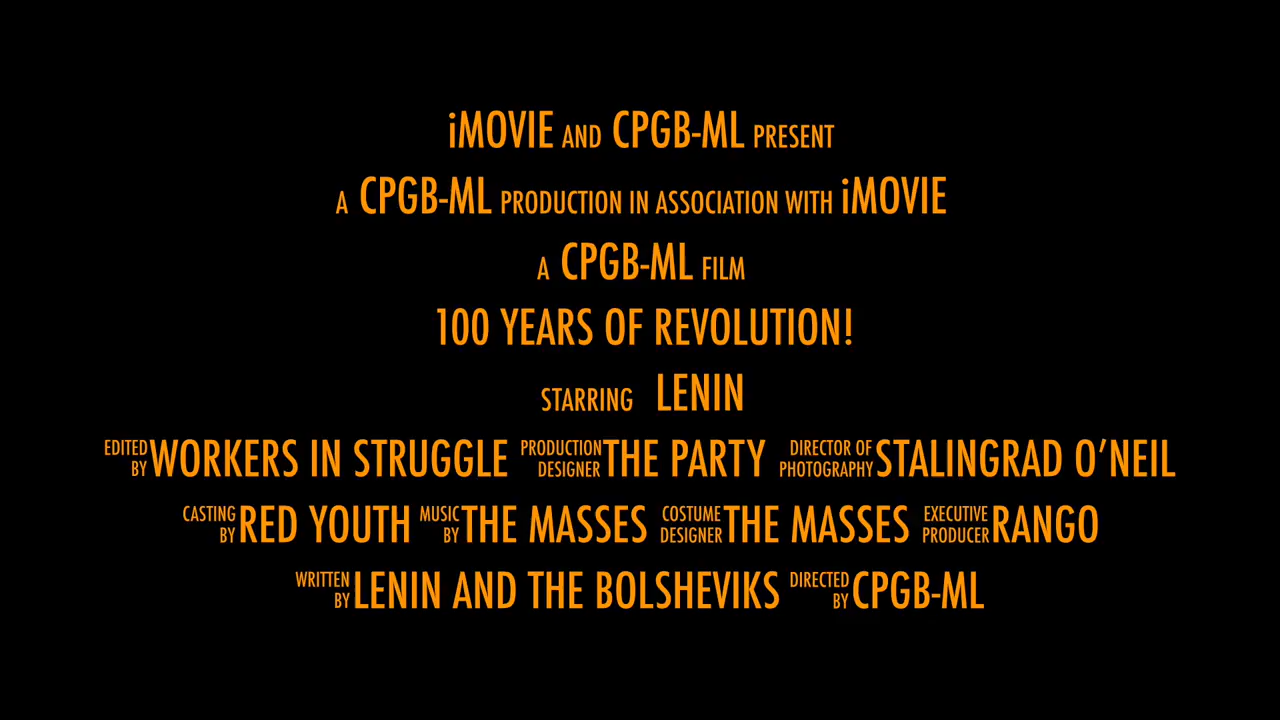 iMOVIE AND CPGB-ML PRESENT
A CPGB-ML PRODUCTION IN ASSOCIATION WITH iMOVIE
A CPGB-ML FILM
100 YEARS OF REVOLUTION!
STARRING LENIN
EDITED BY WORKERS IN STRUGGLE PRODUCTION DESIGNER THE PARTY DIRECTOR OF PHOTOGRAPHY STALINGRAD O'NEIL
CASTING BY RED YOUTH MUSIC BY THE MASSES COSTUME DESIGNER THE MASSES EXECUTIVE PRODUCER RANGO
WRITTEN BY LENIN AND THE BOLSHEVIKS DIRECTED BY CPGB-ML